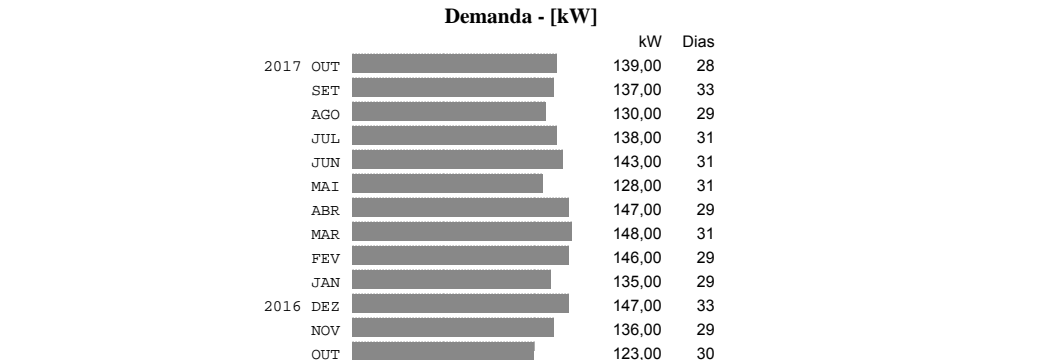 Demanda - [kW]
kW Dias
2017 OUT 139,00 28
SET 137,00 33
AGO 130,00 29
JUL 138,00 31
JUN 143,00 31
MAI 128,00 31
ABR 147,00 29
MAR 148,00 31
FEV 146,00 29
JAN 135,00 29
2016 DEZ 147,00 33
NOV 136,00 29
OUT 123,00 30